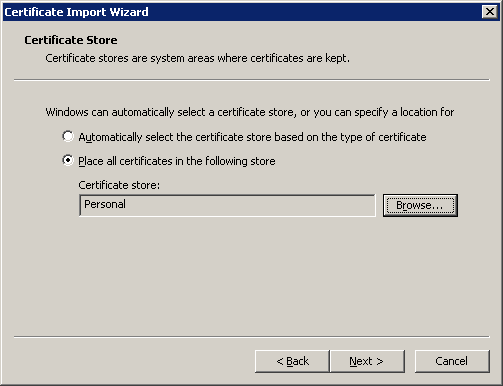 Certificate Import Wizard
Certificate Store
Certificate stores are system areas where certificates are kept.
Windows can automatically select a certificate store, or you can specify a location for
Automatically select the certificate store based on the type of certificate
Place all certificates in the following store
Certificate store:
Personal
Browse...
< Back
Next >
Cancel